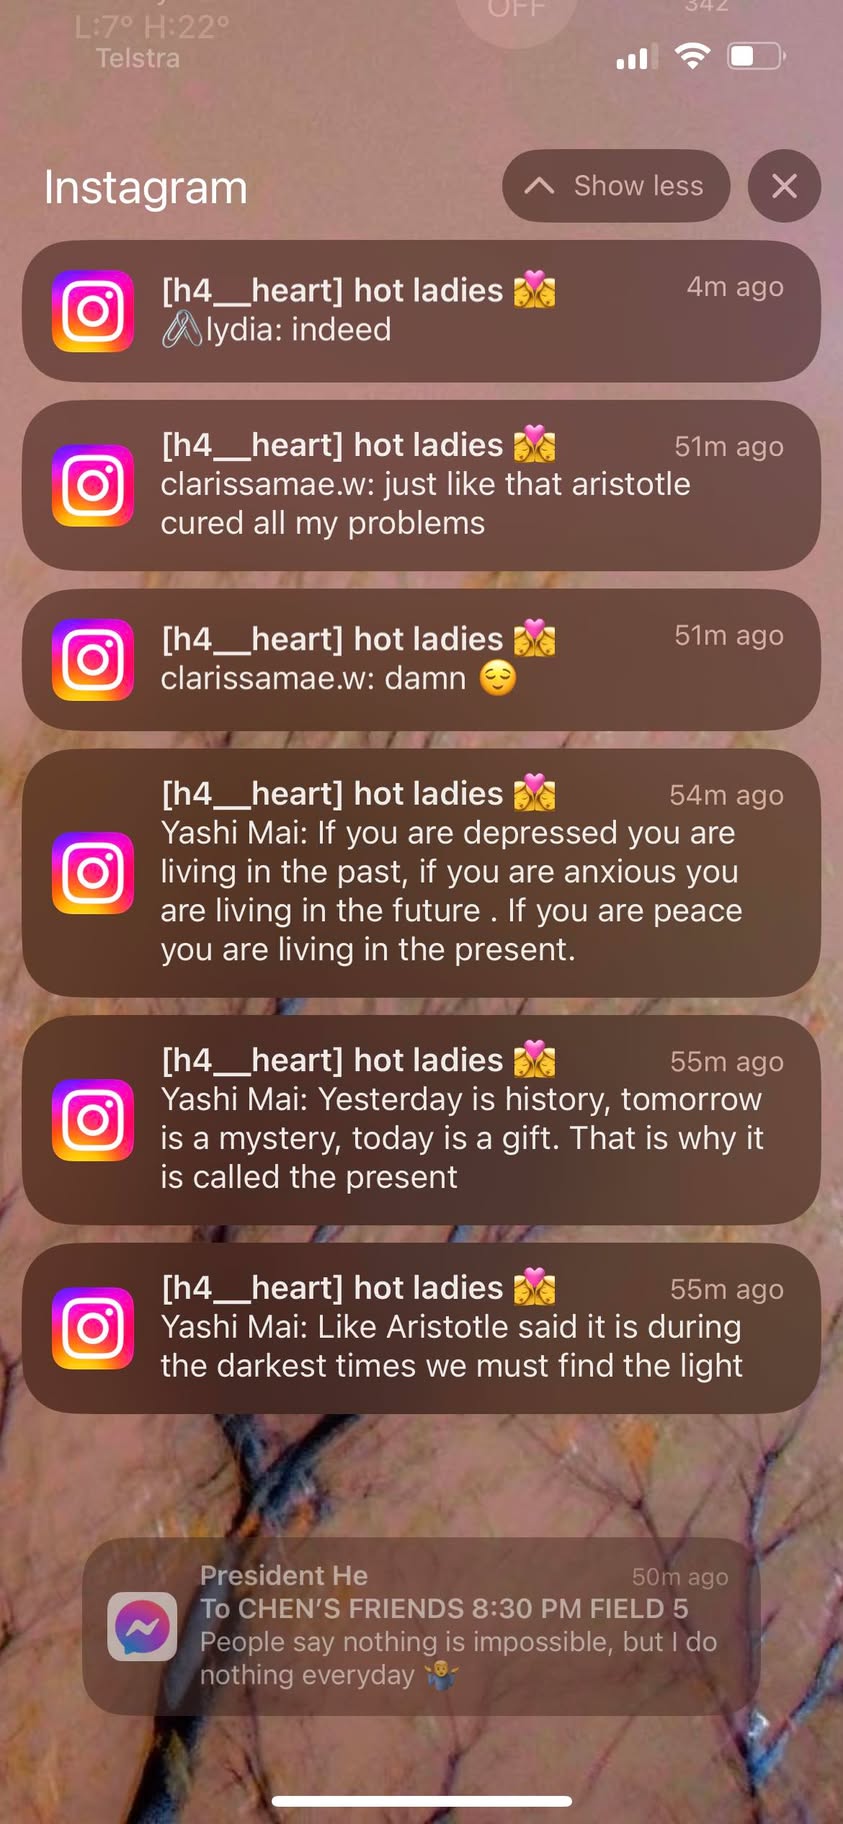 L:7° H:22°
OFF
342
Telstra
Instagram
Show less
[h4__heart] hot ladies 👩‍❤️‍💋‍👩
4m ago
🖇️lydia: indeed
[h4__heart] hot ladies 👩‍❤️‍💋‍👩
51m ago
clarissamae.w: just like that aristotle
cured all my problems
[h4__heart] hot ladies 👩‍❤️‍💋‍👩
51m ago
clarissamae.w: damn 😌
[h4__heart] hot ladies 👩‍❤️‍💋‍👩
54m ago
Yashi Mai: If you are depressed you are
living in the past, if you are anxious you
are living in the future . If you are peace
you are living in the present.
[h4__heart] hot ladies 👩‍❤️‍💋‍👩
55m ago
Yashi Mai: Yesterday is history, tomorrow
is a mystery, today is a gift. That is why it
is called the present
[h4__heart] hot ladies 👩‍❤️‍💋‍👩
55m ago
Yashi Mai: Like Aristotle said it is during
the darkest times we must find the light
President He
50m ago
To CHEN’S FRIENDS 8:30 PM FIELD 5
People say nothing is impossible, but I do
nothing everyday 🤷‍♂️